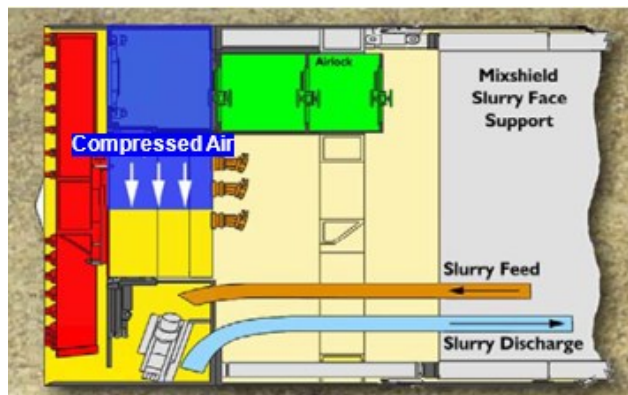 Airlock
Mixshield
Slurry Face
Support
Compressed Air
Slurry Feed
Slurry Discharge